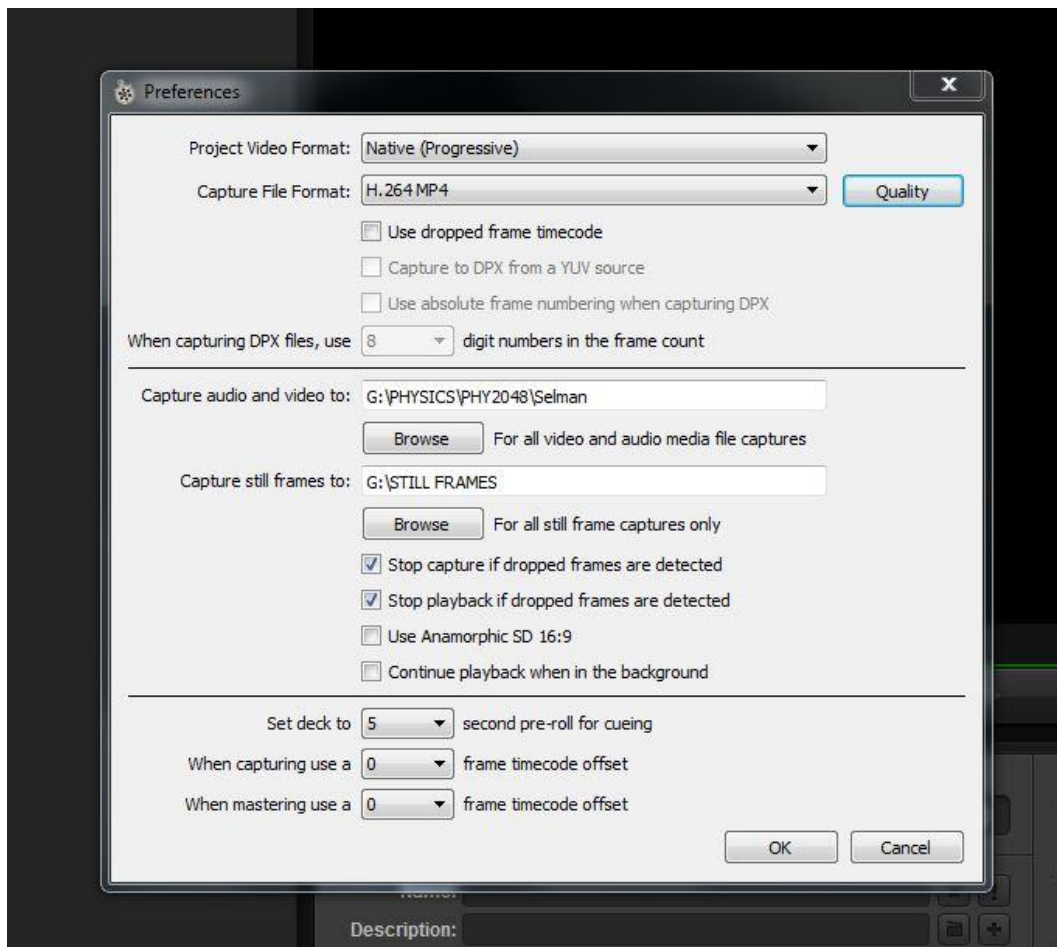 Preferences
Project Video Format: Native (Progressive)
Capture File Format: H.264 MP4 Quality
Use dropped frame timecode
Capture to DPX from a YUV source
Use absolute frame numbering when capturing DPX
When capturing DPX files, use 8 digit numbers in the frame count
Capture audio and video to: G:\PHYSICS\PHY2048\Selman
Browse For all video and audio media file captures
Capture still frames to: G:\STILL FRAMES
Browse For all still frame captures only
Stop capture if dropped frames are detected
Stop playback if dropped frames are detected
Use Anamorphic SD 16:9
Continue playback when in the background
Set deck to 5 second pre-roll for cueing
When capturing use a 0 frame timecode offset
When mastering use a 0 frame timecode offset
OK Cancel
Description: